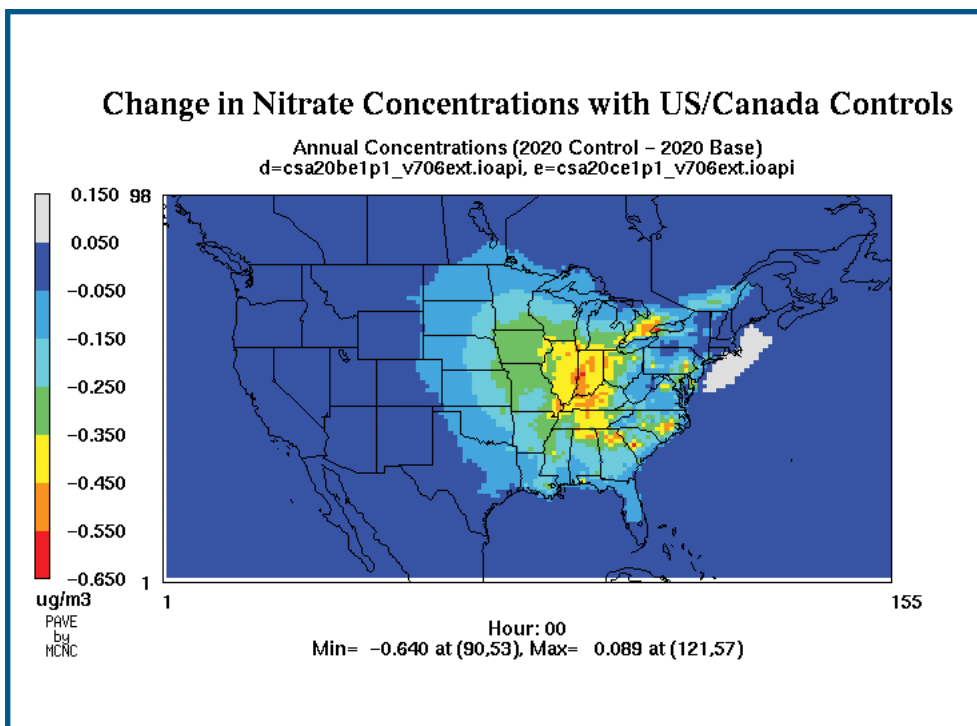 Change in Nitrate Concentrations with US/Canada Controls
Annual Concentrations (2020 Control − 2020 Base)
d=csa20be1p1_v706ext.ioapi, e=csa20ce1p1_v706ext.ioapi
0.150
0.050
−0.050
−0.150
−0.250
−0.350
−0.450
−0.550
−0.650
ug/m3
PAVE
by
MCNC
98
1
1
155
Hour: 00
Min= −0.640 at (90,53), Max= 0.089 at (121,57)